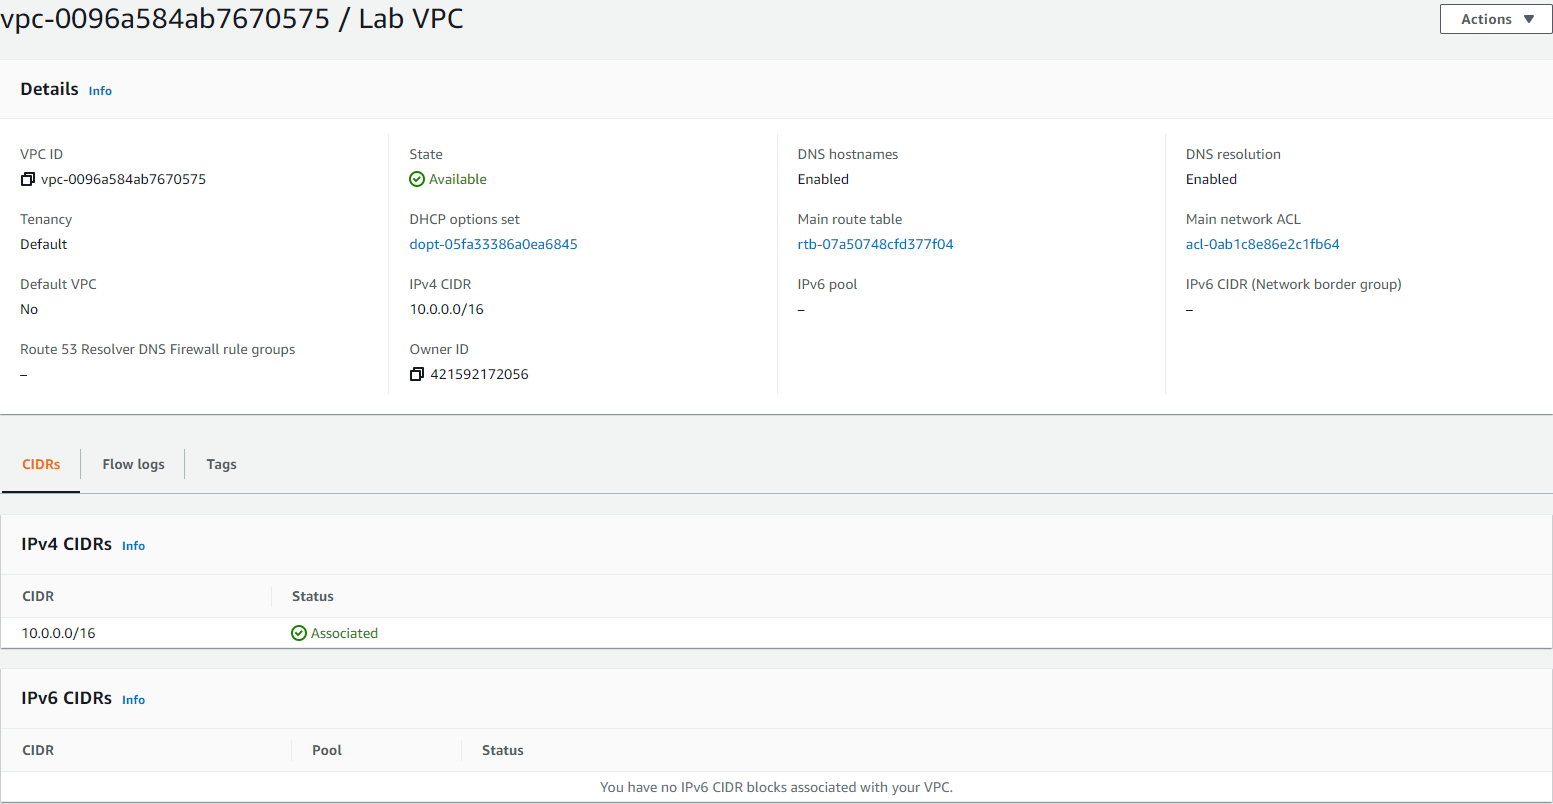 vpc-0096a584ab7670575 / Lab VPC
Actions
Details Info
VPC ID
vpc-0096a584ab7670575
State
Available
DNS hostnames
Enabled
DNS resolution
Enabled
Tenancy
Default
DHCP options set
dopt-05fa33386a0ea6845
Main route table
rtb-07a50748cfd377f04
Main network ACL
acl-0ab1c8e86e2c1fb64
Default VPC
No
IPv4 CIDR
10.0.0.0/16
IPv6 pool
–
IPv6 CIDR (Network border group)
–
Route 53 Resolver DNS Firewall rule groups
–
Owner ID
421592172056
CIDRs
Flow logs
Tags
IPv4 CIDRs Info
CIDR Status
10.0.0.0/16 Associated
IPv6 CIDRs Info
CIDR Pool Status
You have no IPv6 CIDR blocks associated with your VPC.